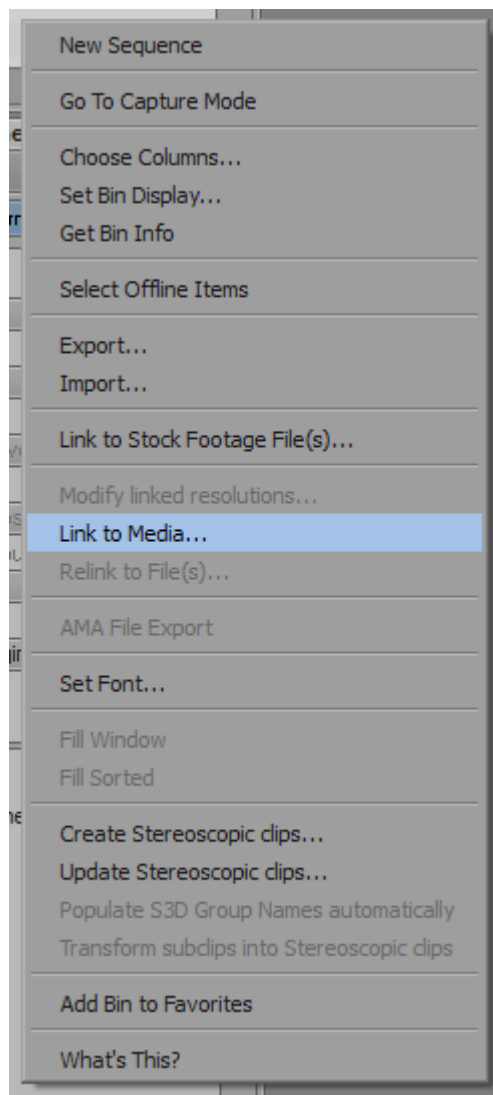 New Sequence
Go To Capture Mode
Choose Columns...
Set Bin Display...
Get Bin Info
Select Offline Items
Export...
Import...
Link to Stock Footage File(s)...
Modify linked resolutions...
Link to Media...
Relink to File(s)...
AMA File Export
Set Font...
Fill Window
Fill Sorted
Create Stereoscopic clips...
Update Stereoscopic clips...
Populate S3D Group Names automatically
Transform subclips into Stereoscopic clips
Add Bin to Favorites
What's This?